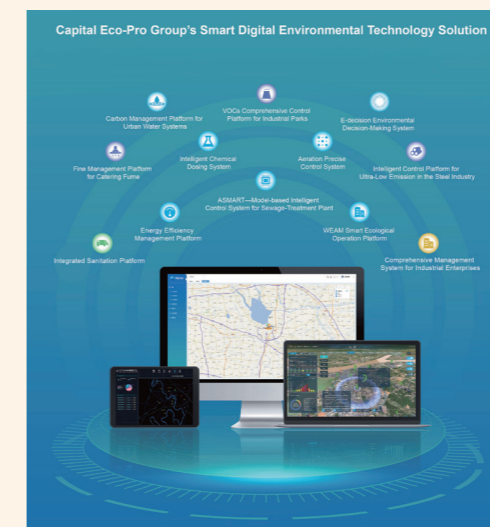 Capital Eco-Pro Group's Smart Digital Environmental Technology Solution
VOCs Comprehensive Control
Platform for Industrial Parks
Carbon Management Platform for
Urban Water Systems
E-decision Environmental
Decision-Making System
Intelligent Chemical
Dosing System
Aeration Precise
Control System
Fine Management Platform
for Catering Fume
Intelligent Control Platform for
Ultra-Low Emission in the Steel Industry
ASMART—Model-based Intelligent
Control System for Sewage-Treatment Plant
Energy Effikiency
Management Platform
WEAM Smart Ecological
Operation Platform
Integrated Sanitation Platform
Comprehensive Management
System for Industrial Enterprises